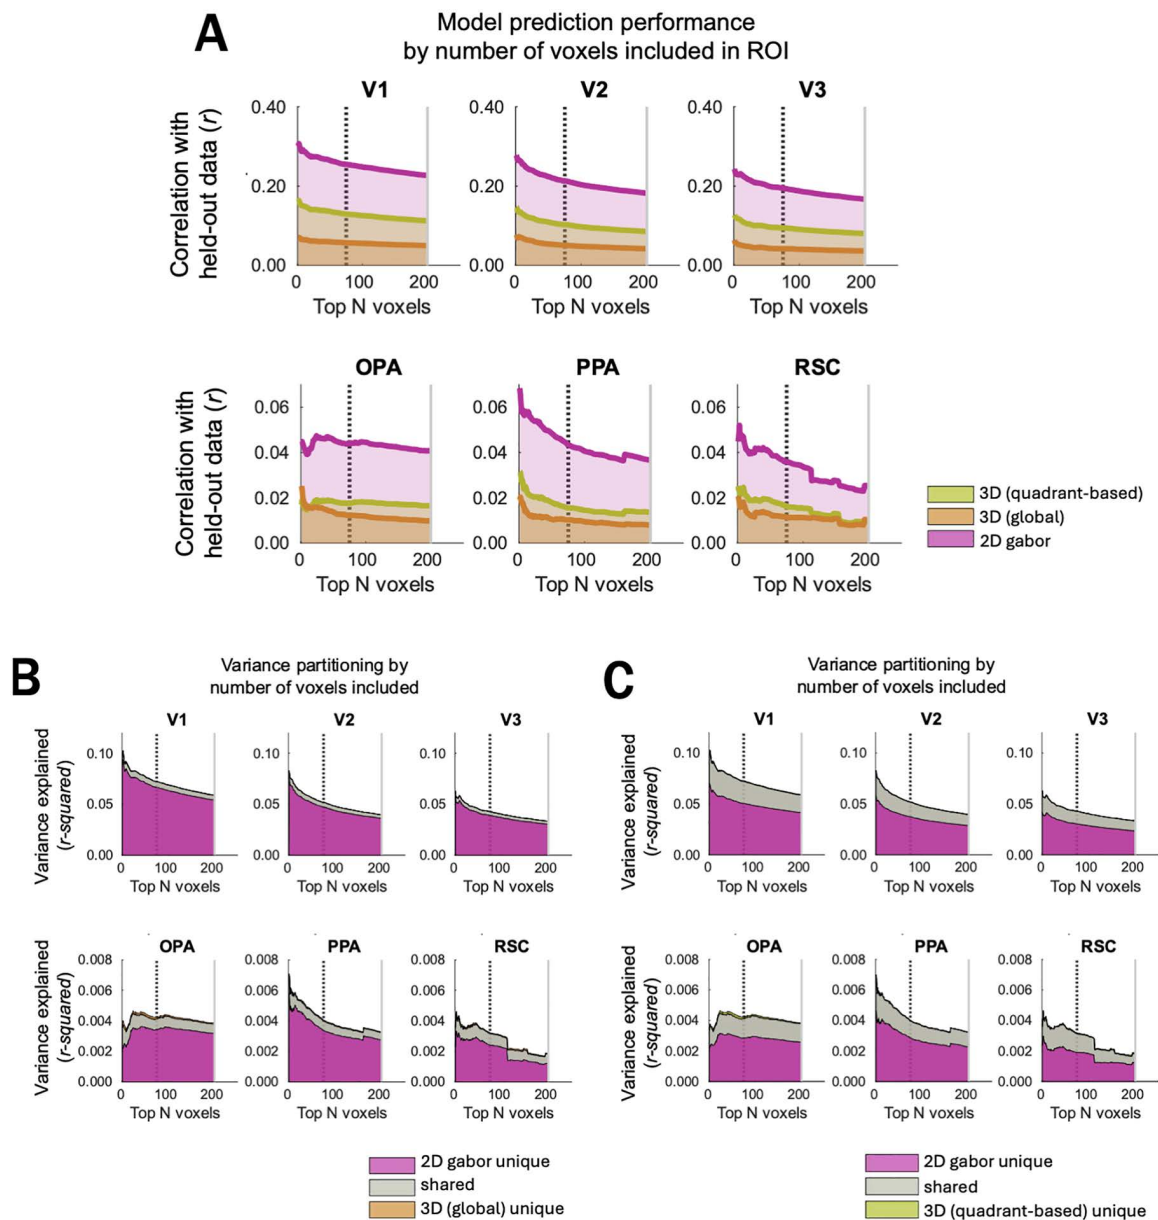 A
Model prediction performance
by number of voxels included in ROI
V1
V2
V3
Correlation with
held-out data (r)
0.40
0.20
0.00
0.40
0.20
0.00
0.40
0.20
0.00
0 100 200
0 100 200
0 100 200
Top N voxels
Top N voxels
Top N voxels
OPA
PPA
RSC
Correlation with
held-out data (r)
0.06
0.04
0.02
0.00
0.06
0.04
0.02
0.00
0.06
0.04
0.02
0.00
0 100 200
0 100 200
0 100 200
Top N voxels
Top N voxels
Top N voxels
3D (quadrant-based)
3D (global)
2D gabor
B
Variance partitioning by
number of voxels included
V1
V2
V3
Variance explained
(r-squared)
0.10
0.05
0.00
0.10
0.05
0.00
0.10
0.05
0.00
0 100 200
0 100 200
0 100 200
Top N voxels
Top N voxels
Top N voxels
OPA
PPA
RSC
Variance explained
(r-squared)
0.008
0.006
0.004
0.002
0.000
0.008
0.006
0.004
0.002
0.000
0.008
0.006
0.004
0.002
0.000
0 100 200
0 100 200
0 100 200
Top N voxels
Top N voxels
Top N voxels
2D gabor unique
shared
3D (global) unique
C
Variance partitioning by
number of voxels included
V1
V2
V3
Variance explained
(r-squared)
0.10
0.05
0.00
0.10
0.05
0.00
0.10
0.05
0.00
0 100 200
0 100 200
0 100 200
Top N voxels
Top N voxels
Top N voxels
OPA
PPA
RSC
Variance explained
(r-squared)
0.008
0.006
0.004
0.002
0.000
0.008
0.006
0.004
0.002
0.000
0.008
0.006
0.004
0.002
0.000
0 100 200
0 100 200
0 100 200
Top N voxels
Top N voxels
Top N voxels
2D gabor unique
shared
3D (quadrant-based) unique